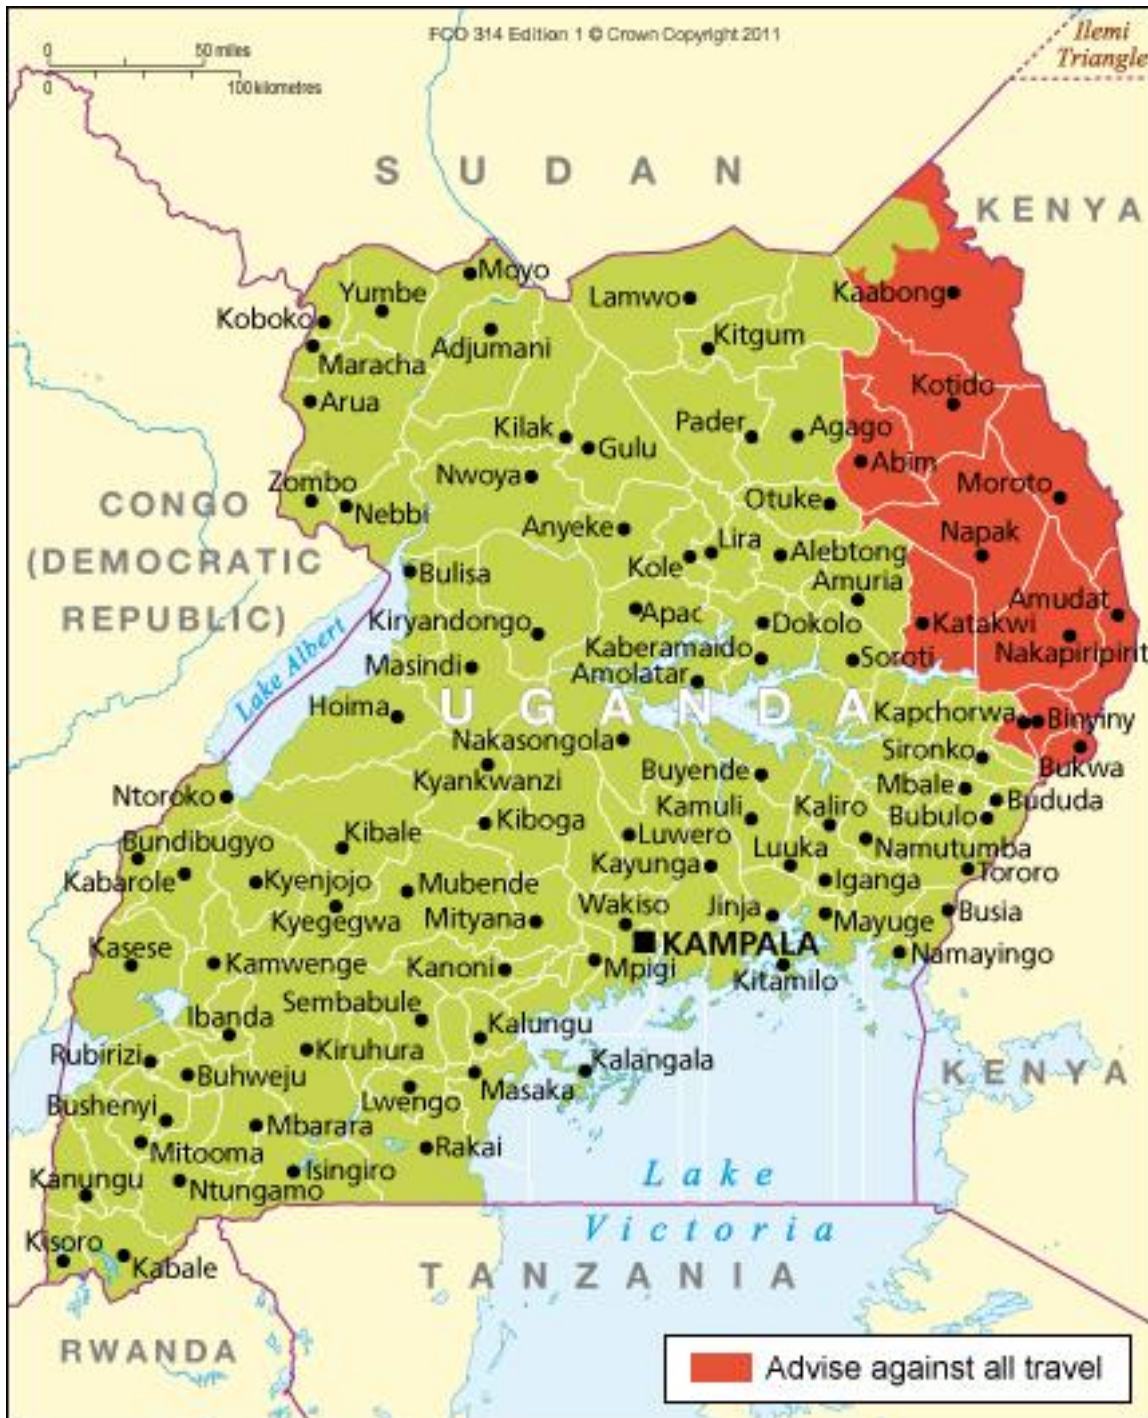 FCO 314 Edition 1 © Crown Copyright 2011
0 50 miles
0 100 kilometres
Ilemi
Triangle
SUDAN
KENYA
Moyo
Yumbe
Lamwo
Kaabong
Koboko
Adjumani
Kitgum
Maracha
Arua
Kotido
Kilak
Gulu
Pader
Agago
Abim
Nwoya
Moroto
Zombo
Nebbi
Otuke
CONGO
(DEMOCRATIC
REPUBLIC)
Anyeke
Lira
Napak
Kole
Alebtong
Bulisa
Amuria
Apac
Amudat
Kiryandongo
Dokolo
Katakwi
Kaberamaido
Nakapiripirit
Masindi
Amolatar
Soroti
Lake Albert
Hoima
UGANDA
Kapchorwa
Binyiny
Nakasongola
Sironko
Bukwa
Kyankwanzi
Buyende
Mbale
Ntoroko
Bududa
Kamuli
Kaliro
Bubulo
Kiboga
Bundibugyo
Kibale
Luwero
Namutumba
Kabarole
Kyenjojo
Mubende
Kayunga
Luuka
Iganga
Tororo
Kyegegwa
Mityana
Wakiso
Jinja
Mayuge
Busia
KAMPALA
Kasese
Kamwenge
Kanoni
Mpigi
Kitamilo
Namayingo
Sembabule
Ibanda
Kalungu
Rubirizi
Kiruhura
Kalangala
KENYA
Buhweju
Masaka
Lwengo
Bushenyi
Mbarara
Mitooma
Rakai
Isingiro
Kanungu
Ntungamo
Lake
Victoria
Kisoro
Kabale
TANZANIA
RWANDA
Advise against all travel